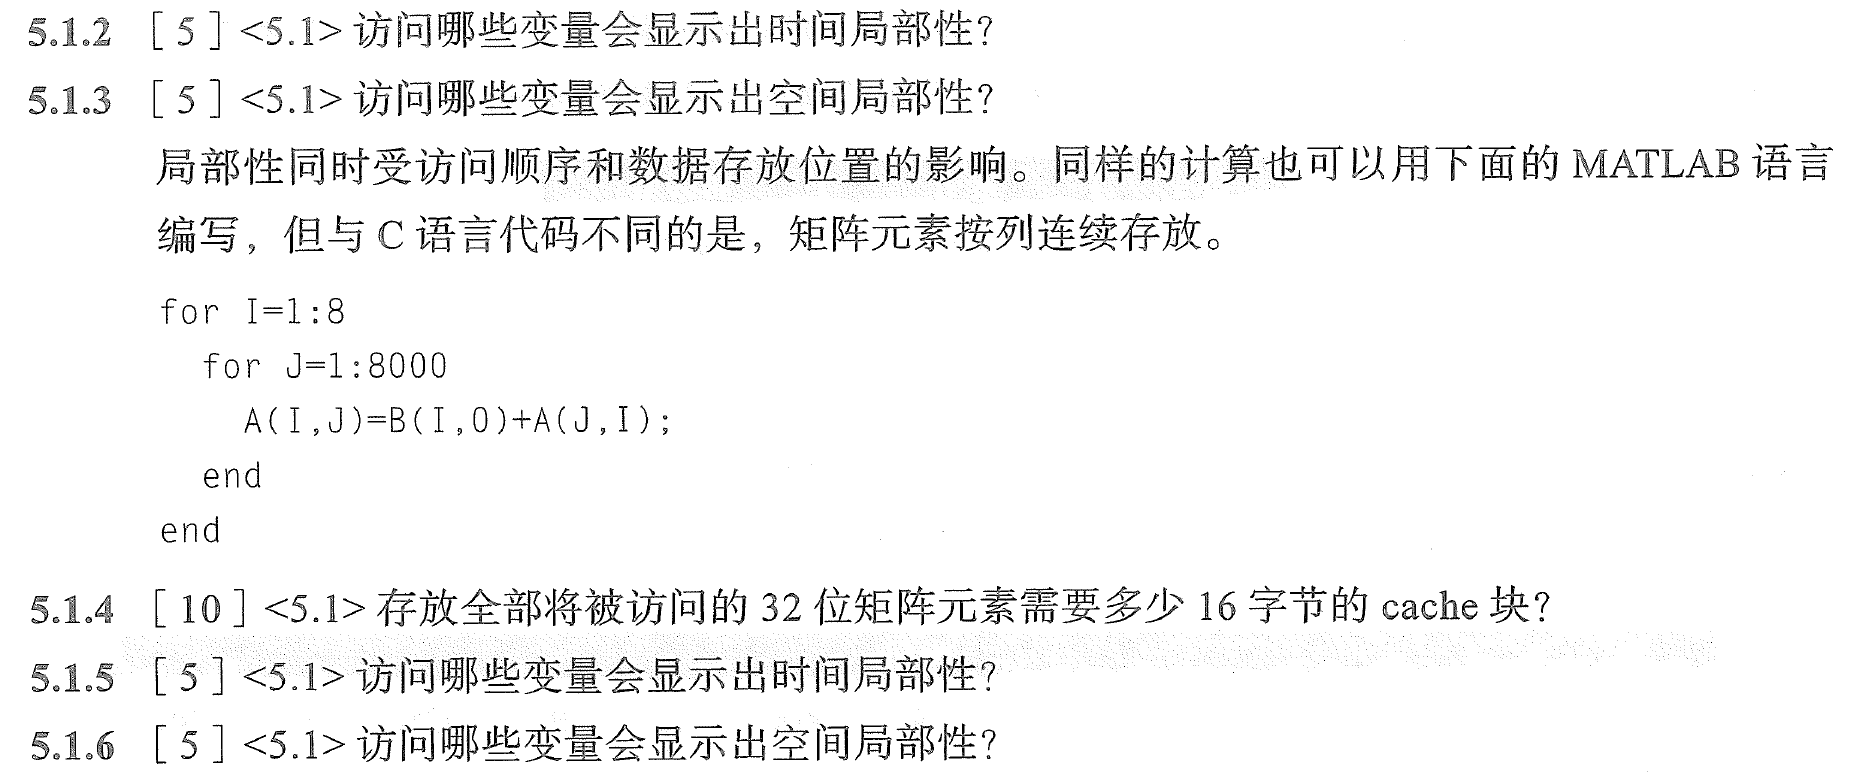 5.1.2 [5]<5.1>访问哪些变量会显示出时间局部性？
5.1.3 [5]<5.1>访问哪些变量会显示出空间局部性？
局部性同时受访问顺序和数据存放位置的影响。同样的计算也可以用下面的 MATLAB 语言
编写，但与 C 语言代码不同的是，矩阵元素按列连续存放。
for I=1:8
for J=1:8000
A(I,J)=B(I,0)+A(J,I);
end
end
5.1.4 [10]<5.1>存放全部将被访问的 32 位矩阵元素需要多少 16 字节的 cache 块？
5.1.5 [5]<5.1>访问哪些变量会显示出时间局部性？
5.1.6 [5]<5.1>访问哪些变量会显示出空间局部性？